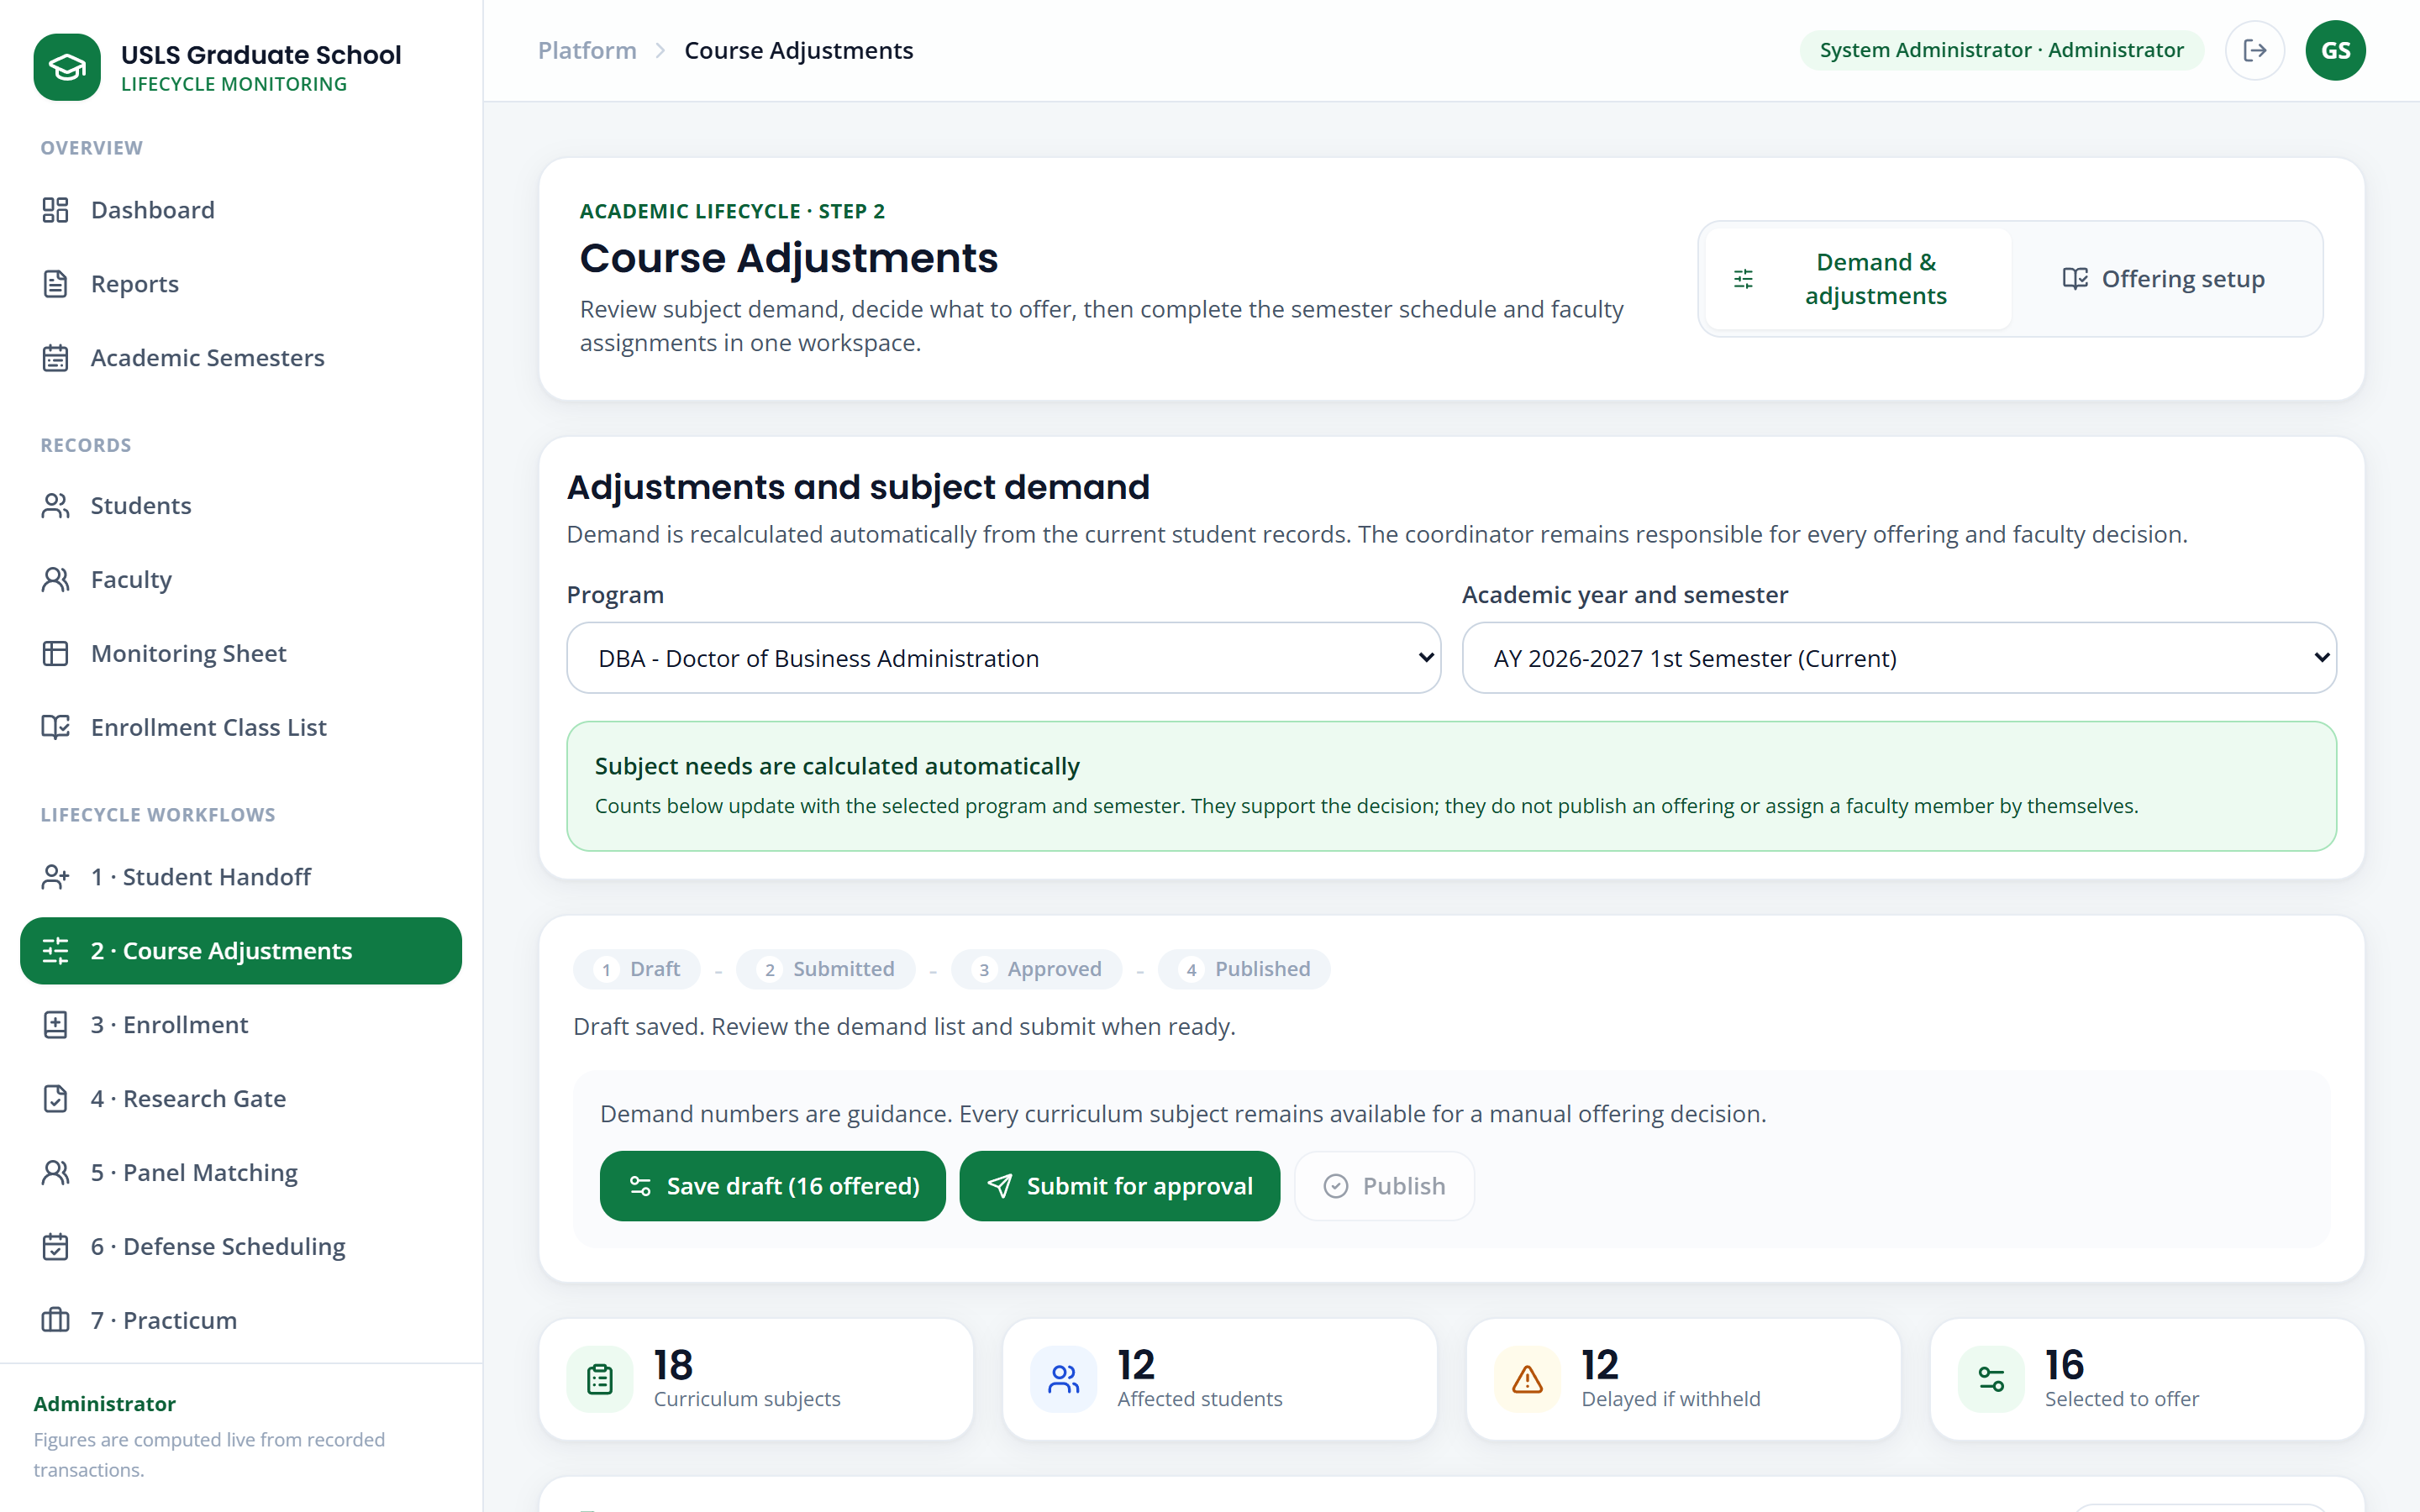 USLS Graduate School
LIFECYCLE MONITORING
OVERVIEW
Dashboard
Reports
Academic Semesters
RECORDS
Students
Faculty
Monitoring Sheet
Enrollment Class List
LIFECYCLE WORKFLOWS
1 · Student Handoff
2 · Course Adjustments
3 · Enrollment
4 · Research Gate
5 · Panel Matching
6 · Defense Scheduling
7 · Practicum
Administrator
Figures are computed live from recorded
transactions.
Platform
Course Adjustments
System Administrator · Administrator
GS
ACADEMIC LIFECYCLE · STEP 2
Course Adjustments
Review subject demand, decide what to offer, then complete the semester schedule and faculty
assignments in one workspace.
Demand &
adjustments
Offering setup
Adjustments and subject demand
Demand is recalculated automatically from the current student records. The coordinator remains responsible for every offering and faculty decision.
Program
DBA - Doctor of Business Administration
Academic year and semester
AY 2026-2027 1st Semester (Current)
Subject needs are calculated automatically
Counts below update with the selected program and semester. They support the decision; they do not publish an offering or assign a faculty member by themselves.
1 Draft - 2 Submitted - 3 Approved - 4 Published
Draft saved. Review the demand list and submit when ready.
Demand numbers are guidance. Every curriculum subject remains available for a manual offering decision.
Save draft (16 offered)
Submit for approval
Publish
18
Curriculum subjects
12
Affected students
12
Delayed if withheld
16
Selected to offer